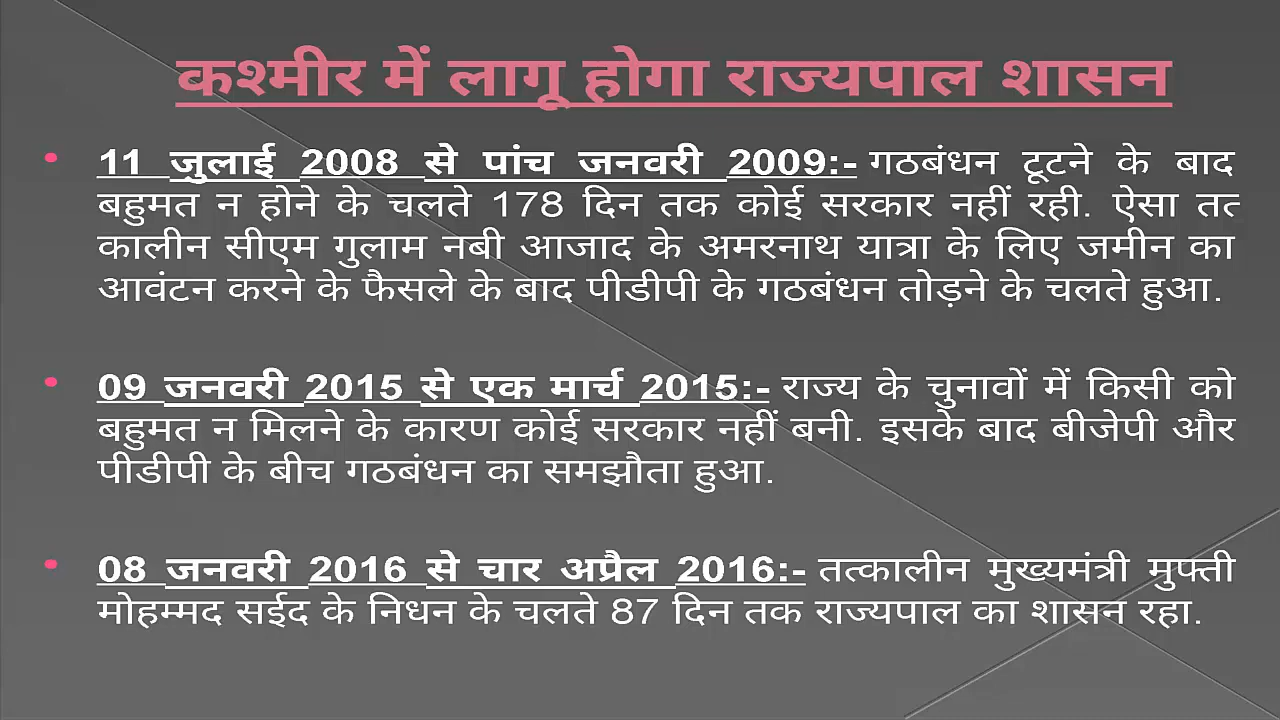 कश्मीर में लागू होगा राज्यपाल शासन
• 11 जुलाई 2008 से पांच जनवरी 2009:- गठबंधन टूटने के बाद
बहुमत न होने के चलते 178 दिन तक कोई सरकार नहीं रही. ऐसा तत
कालीन सीएम गुलाम नबी आजाद के अमरनाथ यात्रा के लिए जमीन का
आवंटन करने के फैसले के बाद पीडीपी के गठबंधन तोड़ने के चलते हुआ.
• 09 जनवरी 2015 से एक मार्च 2015:- राज्य के चुनावों में किसी को
बहुमत न मिलने के कारण कोई सरकार नहीं बनी. इसके बाद बीजेपी और
पीडीपी के बीच गठबंधन का समझौता हुआ.
• 08 जनवरी 2016 से चार अप्रैल 2016:- तत्कालीन मुख्यमंत्री मुफ्ती
मोहम्मद सईद के निधन के चलते 87 दिन तक राज्यपाल का शासन रहा.